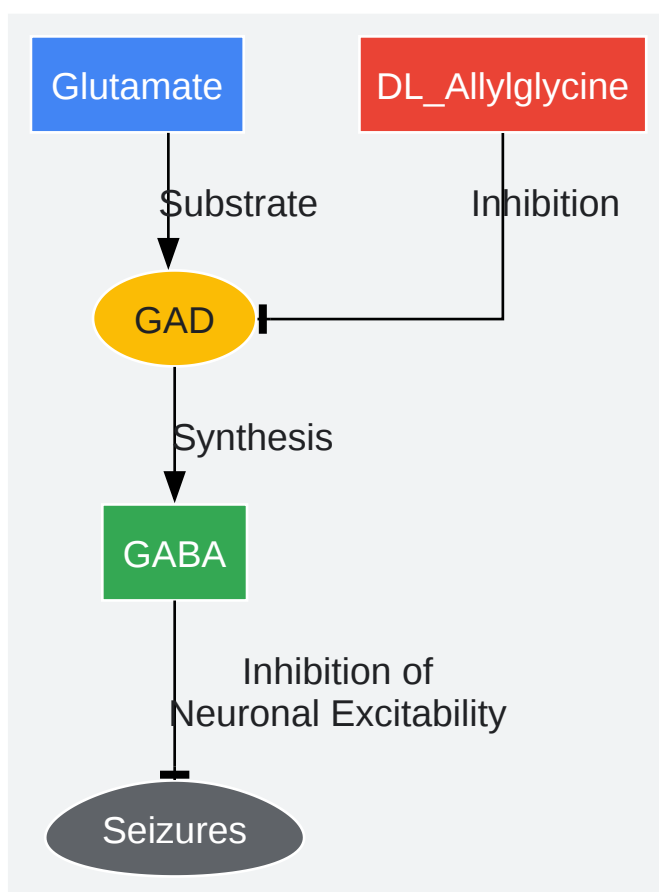 Glutamate
DL_Allylglycine
Substrate
Inhibition
GAD
Synthesis
GABA
Inhibition of
Neuronal Excitability
Seizures